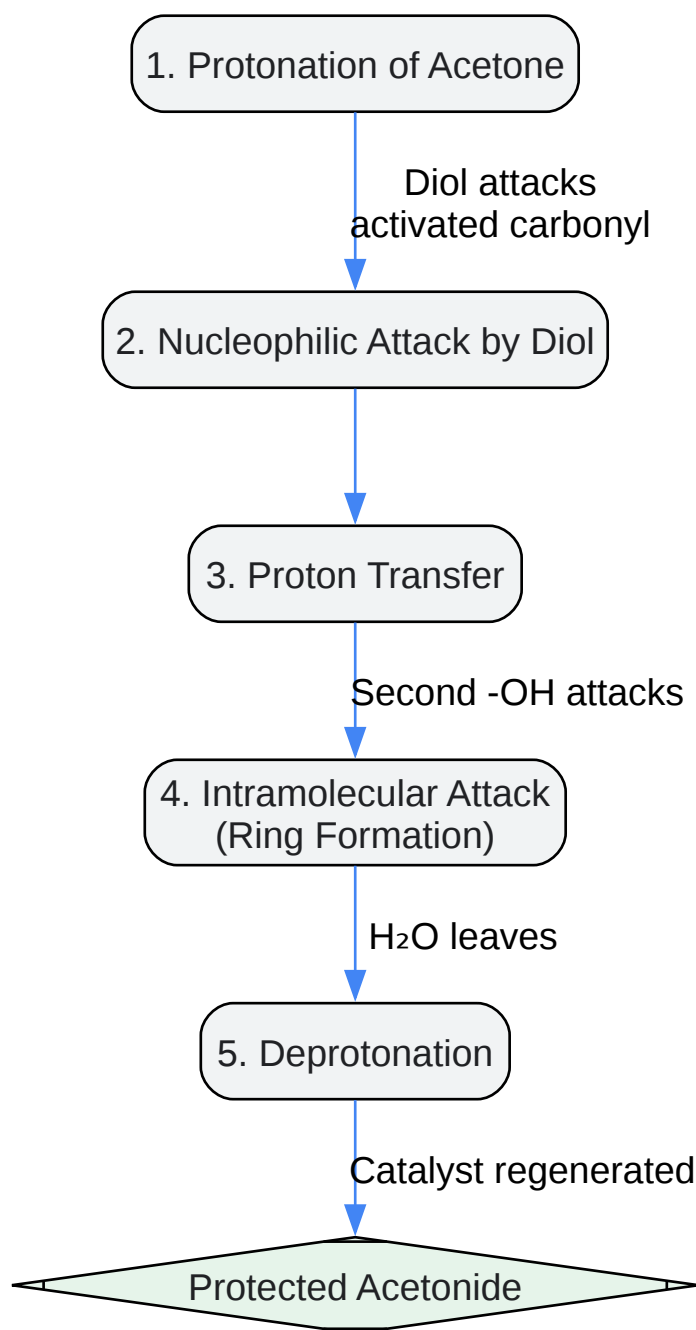 1. Protonation of Acetone
Diol attacks
activated carbonyl
2. Nucleophilic Attack by Diol
3. Proton Transfer
Second -OH attacks
4. Intramolecular Attack
(Ring Formation)
H₂O leaves
5. Deprotonation
Catalyst regenerated
Protected Acetonide